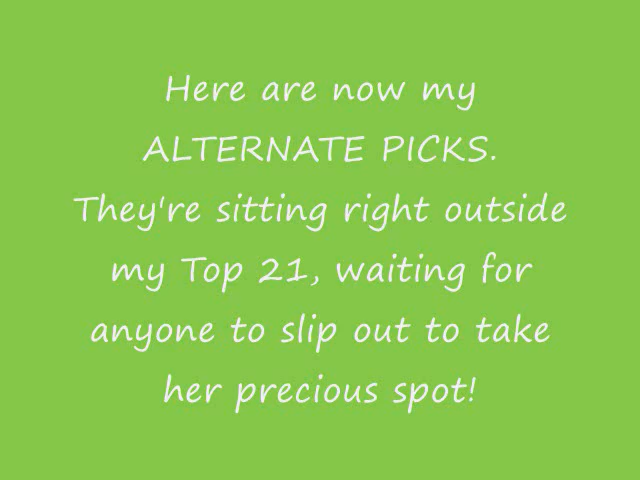 Here are now my
ALTERNATE PICKS.
They're sitting right outside
my Top 21, waiting for
anyone to slip out to take
her precious spot!